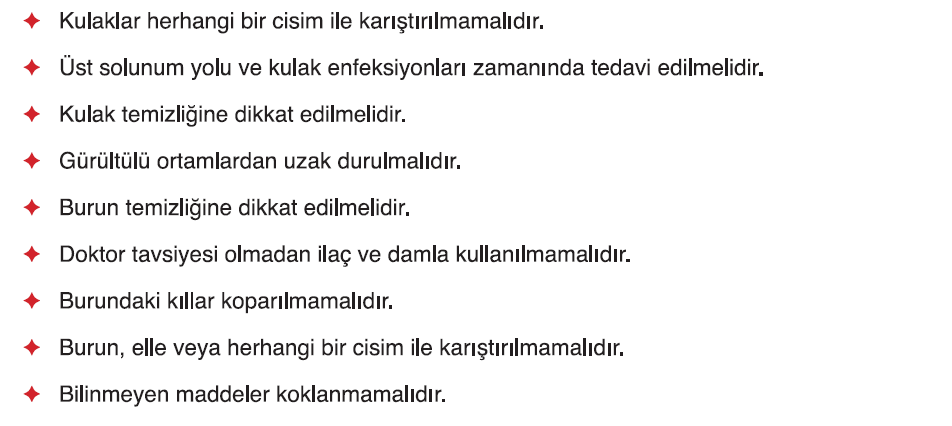 Kulaklar herhangi bir cisim ile karıştırılmamalıdır.
Üst solunum yolu ve kulak enfeksiyonları zamanında tedavi edilmelidir.
Kulak temizliğine dikkat edilmelidir.
Gürültülü ortamlardan uzak durulmalıdır.
Burun temizliğine dikkat edilmelidir.
Doktor tavsiyesi olmadan ilaç ve damla kullanılmamalıdır.
Burundaki kıllar koparılmamalıdır.
Burun, elle veya herhangi bir cisim ile karıştırılmamalıdır.
Bilinmeyen maddeler koklanmamalıdır.